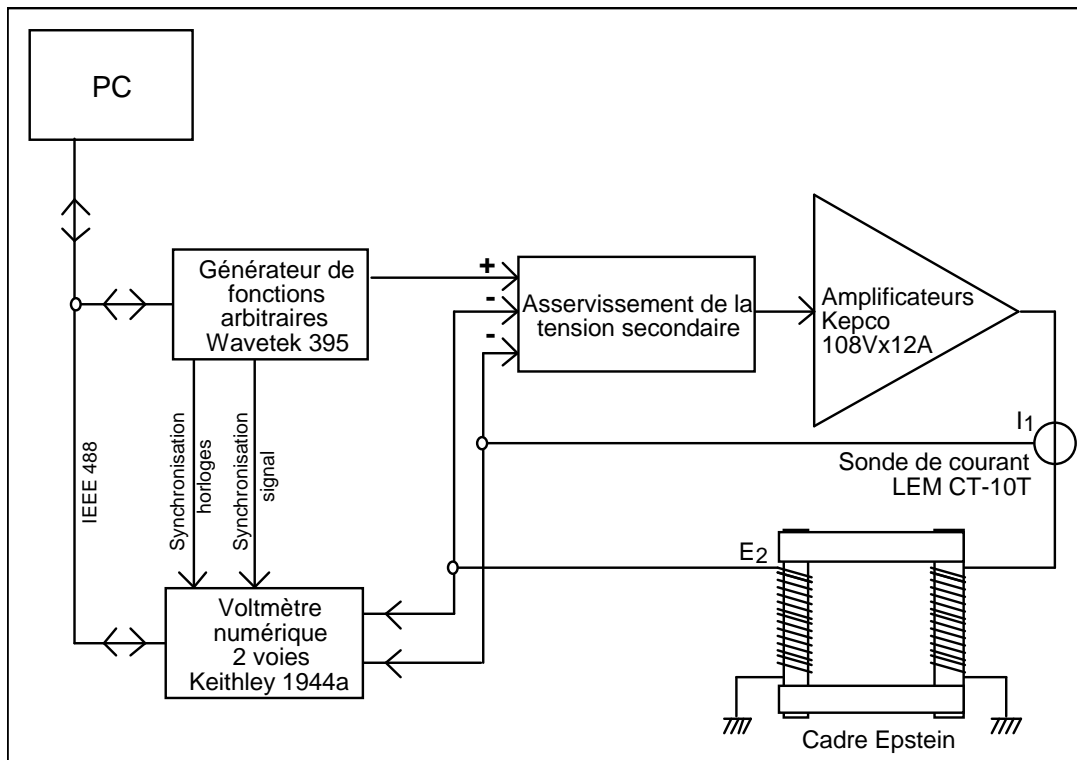 PC
Générateur de
fonctions
arbitraires
Wavetek 395
+
-
-
Asservissement de la
tension secondaire
Amplificateurs
Kepco
108Vx12A
IEEE 488
Synchronisation
horloges
Synchronisation
signal
I1
Sonde de courant
LEM CT-10T
E2
Voltmètre
numérique
2 voies
Keithley 1944a
Cadre Epstein